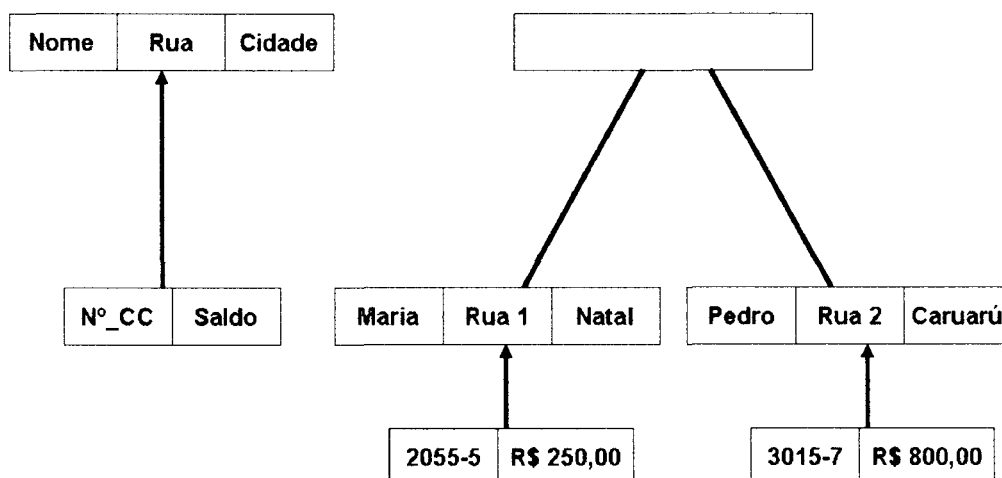 Nome Rua Cidade
Nº_CC Saldo
Maria Rua 1 Natal
Pedro Rua 2 Caruarú
2055-5 R$ 250,00
3015-7 R$ 800,00